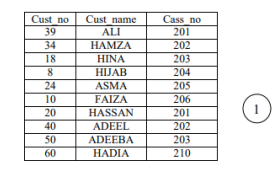 Cust_no Cust_name Cass_no
39 ALI 201
34 HAMZA 202
18 HINA 203
8 HIJAB 204
24 ASMA 205
10 FAIZA 206
20 HASSAN 201
40 ADEEL 202
50 ADEEBA 203
60 HADIA 210
1